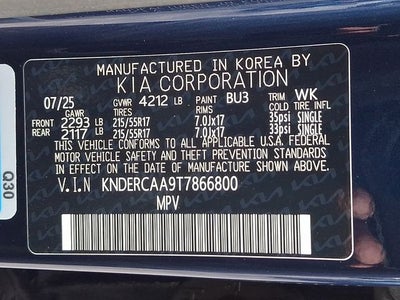 MANUFACTURED IN KOREA BY
KIA CORPORATION
07/25 GVWR 4212 LB PAINT BU3 TRIM WK
GAWR TIRES RIMS COLD TIRE INFL
FRONT 2293 LB 215/55R17 7.0Jx17 35psi SINGLE
REAR 2117 LB 215/55R17 7.0Jx17 33psi SINGLE
THIS VEHICLE CONFORMS TO ALL APPLICABLE U.S.A. FEDERAL
MOTOR VEHICLE SAFETY, BUMPER, AND THEFT PREVENTION STANDARDS
IN EFFECT ON THE DATE OF MANUFACTURE SHOWN ABOVE.
V.I.N KNDERCAA9T7866800
MPV
Q30